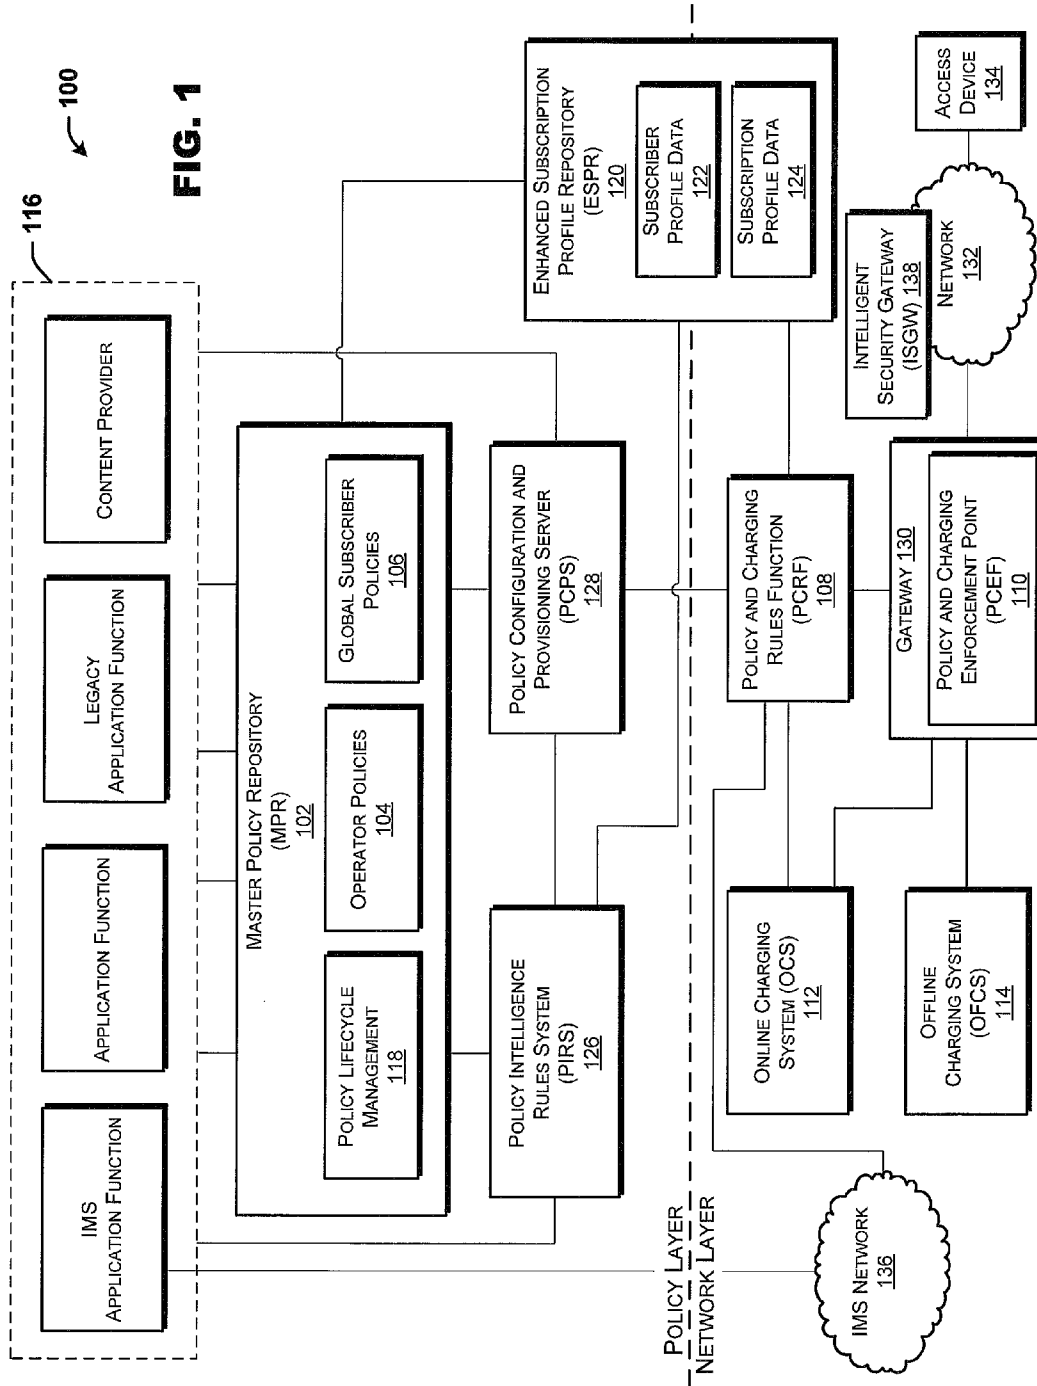 100
FIG. 1
116
IMS
APPLICATION FUNCTION
APPLICATION FUNCTION
LEGACY
APPLICATION FUNCTION
CONTENT PROVIDER
MASTER POLICY REPOSITORY
(MPR)
102
POLICY LIFECYCLE
MANAGEMENT
118
OPERATOR POLICIES
104
GLOBAL SUBSCRIBER
POLICIES
106
ENHANCED SUBSCRIPTION
PROFILE REPOSITORY
(ESPR)
120
SUBSCRIBER
PROFILE DATA
122
SUBSCRIPTION
PROFILE DATA
124
POLICY INTELLIGENCE
RULES SYSTEM
(PIRS)
126
POLICY CONFIGURATION AND
PROVISIONING SERVER
(PCPS)
128
POLICY LAYER
NETWORK LAYER
ONLINE CHARGING
SYSTEM (OCS)
112
POLICY AND CHARGING
RULES FUNCTION
(PCRF)
108
INTELLIGENT
SECURITY GATEWAY
(ISGW) 138
NETWORK
132
ACCESS
DEVICE
134
IMS NETWORK
136
OFFLINE
CHARGING SYSTEM
(OFCS)
114
GATEWAY 130
POLICY AND CHARGING
ENFORCEMENT POINT
(PCEF)
110